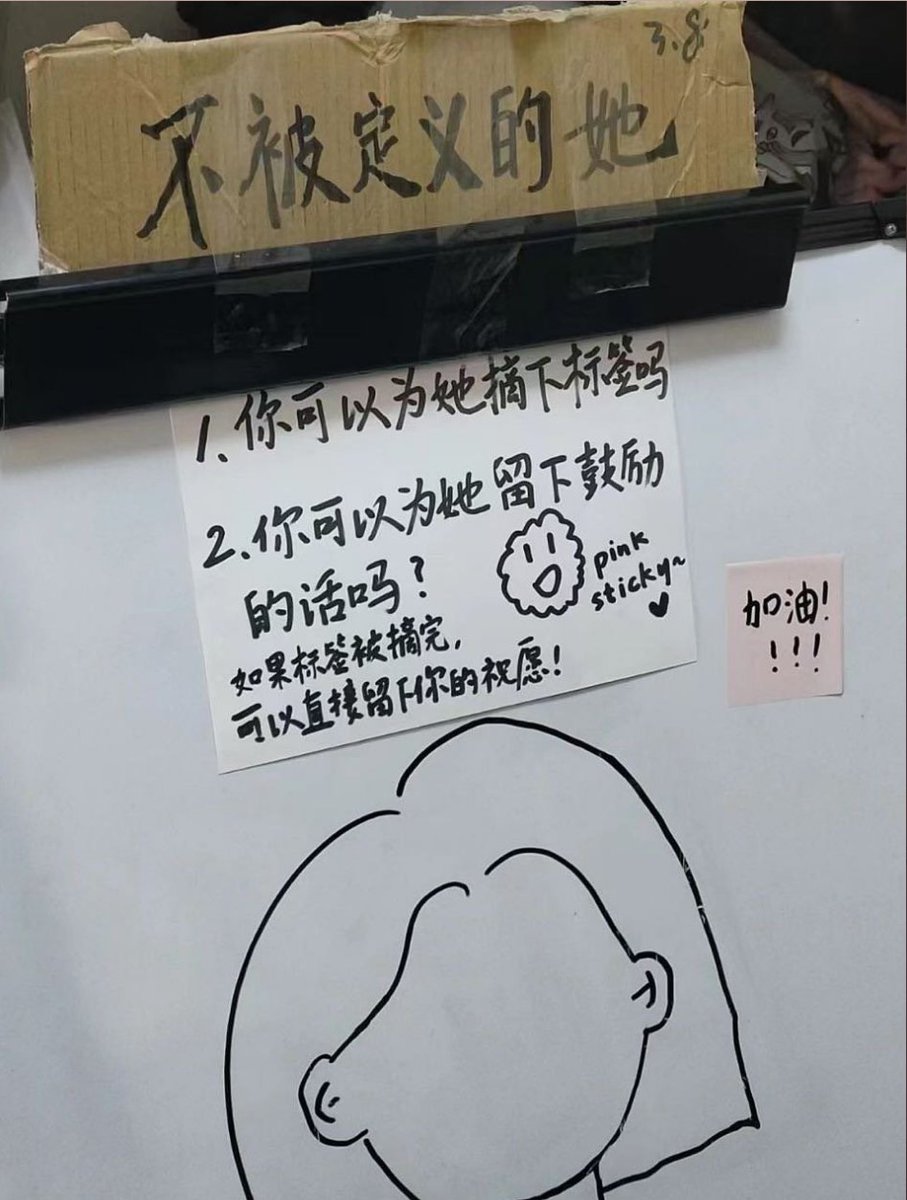 3.8
不被定义的她
1、你可以为她摘下标签吗
2、你可以为她留下鼓励
的话吗？
pink
sticky~
如果标签被摘完，
可以直接留下你的祝愿！
加油！
！！！